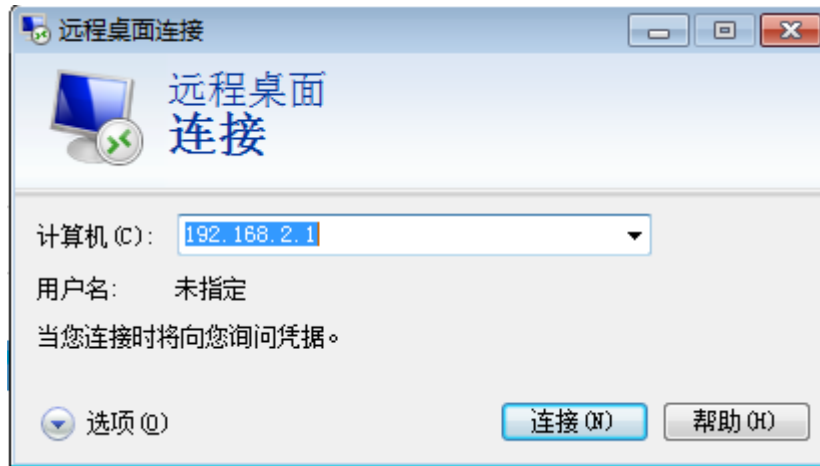 远程桌面连接
远程桌面
连接
计算机(C): 192.168.2.1
用户名: 未指定
当您连接时将向您询问凭据。
选项(O) 连接(N) 帮助(H)